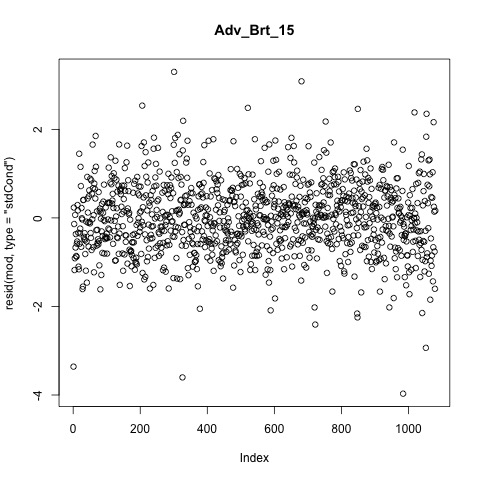 Adv_Brt_15
resid(mod, type = "stdCond")
2
0
-2
-4
0 200 400 600 800 1000
Index